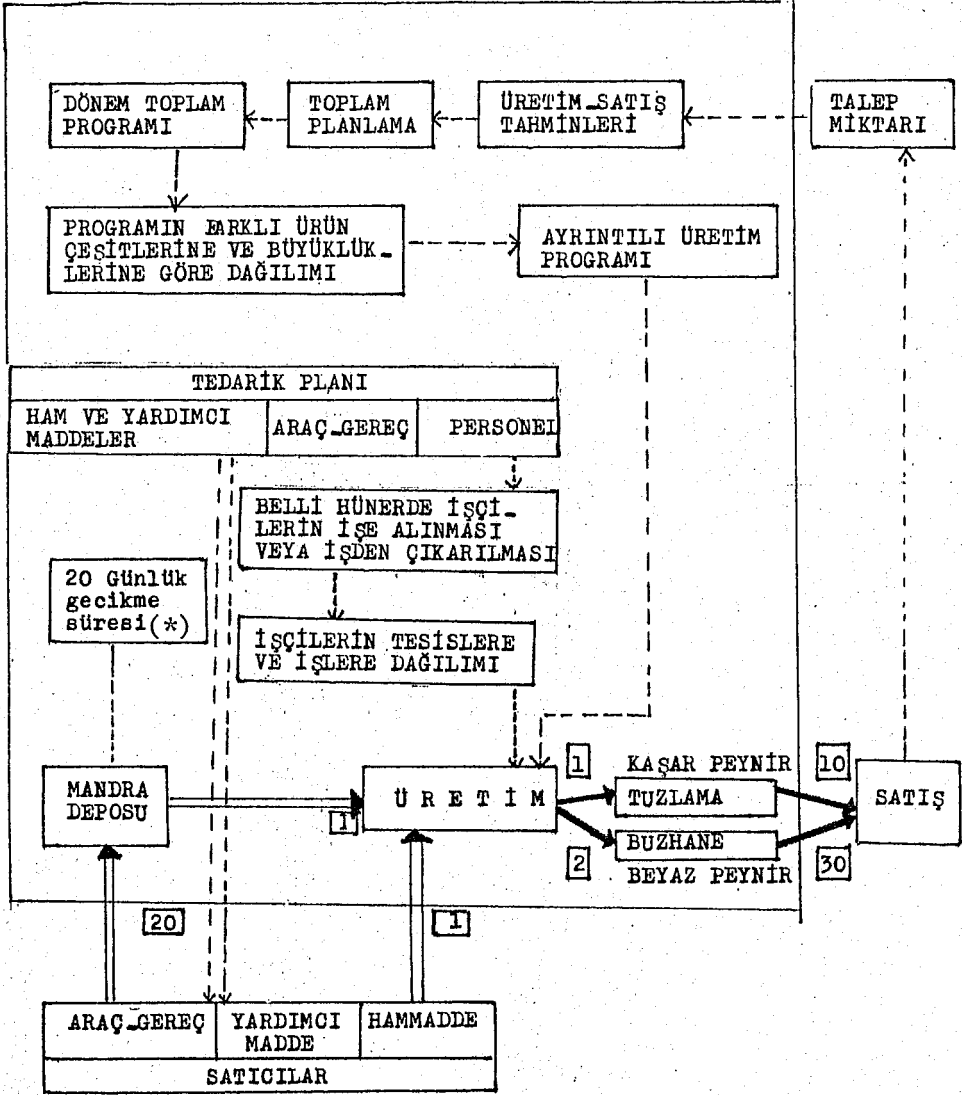 DÖNEM TOPLAM
PROGRAMI
TOPLAM
PLANLAMA
ÜRETİM-SATIŞ
TAHMİNLERİ
TALEP
MİKTARI
PROGRAMIN FARKLI ÜRÜN
ÇEŞİTLERİNE VE BÜYÜKLÜK-
LERİNE GÖRE DAĞILIMI
AYRINTILI ÜRETİM
PROGRAMI
TEDARİK PLANI
HAM VE YARDIMCI
MADDELER
ARAÇ-GEREÇ
PERSONEL
BELLİ HÜNERDE İŞÇİ-
LERİN İŞE ALINMASI
VEYA İŞDEN ÇIKARILMASI
20 Günlük
gecikme
süresi(*)
İŞÇİLERİN TESİSLERE
VE İŞLERE DAĞILIMI
MANDRA
DEPOSU
1
ÜRETİM
1
KAŞAR PEYNİR
TUZLAMA
10
2
BUZHANE
BEYAZ PEYNİR
30
SATIŞ
20
1
ARAÇ-GEREÇ
YARDIMCI
MADDE
HAMMADDE
SATICILAR